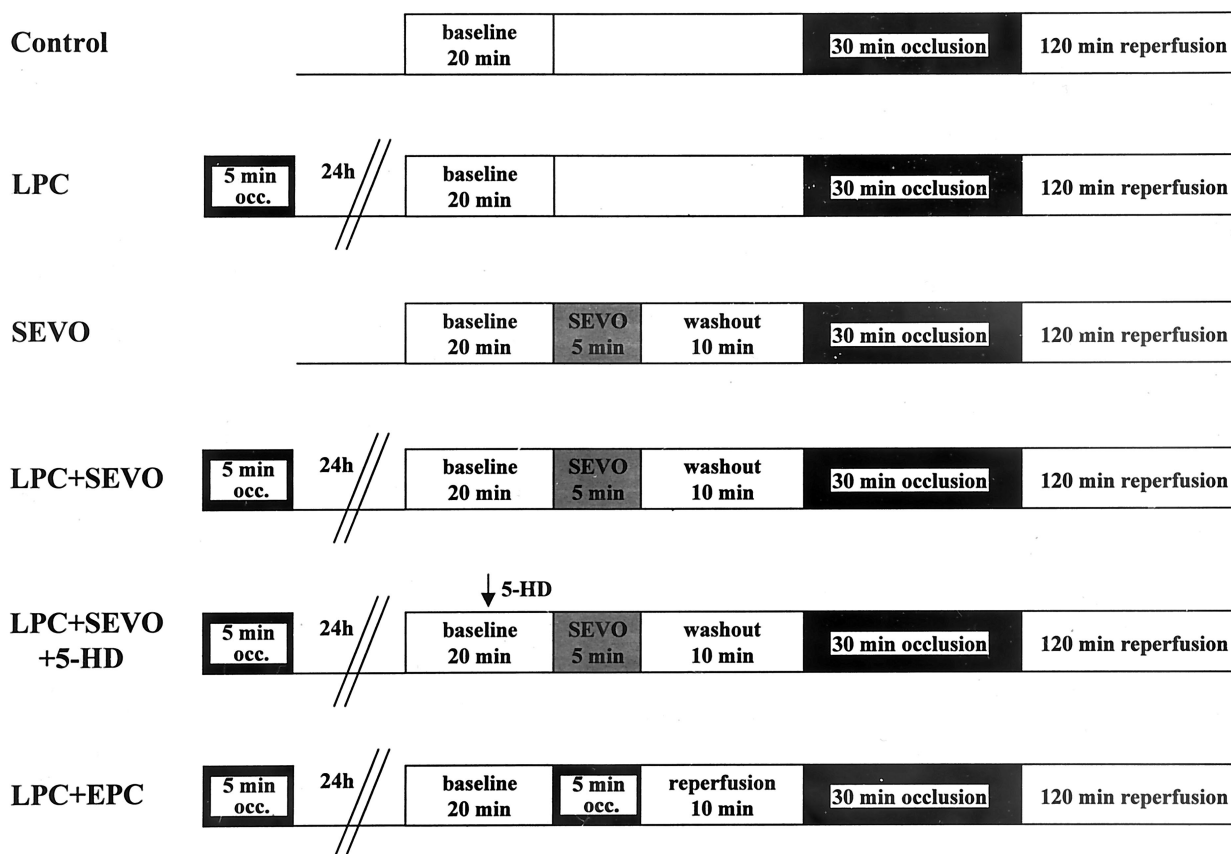 Control
baseline
20 min
30 min occlusion
120 min reperfusion
LPC
5 min
occ.
24h
baseline
20 min
30 min occlusion
120 min reperfusion
SEVO
baseline
20 min
SEVO
5 min
washout
10 min
30 min occlusion
120 min reperfusion
LPC+SEVO
5 min
occ.
24h
baseline
20 min
SEVO
5 min
washout
10 min
30 min occlusion
120 min reperfusion
5-HD
LPC+SEVO
+5-HD
5 min
occ.
24h
baseline
20 min
SEVO
5 min
washout
10 min
30 min occlusion
120 min reperfusion
LPC+EPC
5 min
occ.
24h
baseline
20 min
5 min
occ.
reperfusion
10 min
30 min occlusion
120 min reperfusion